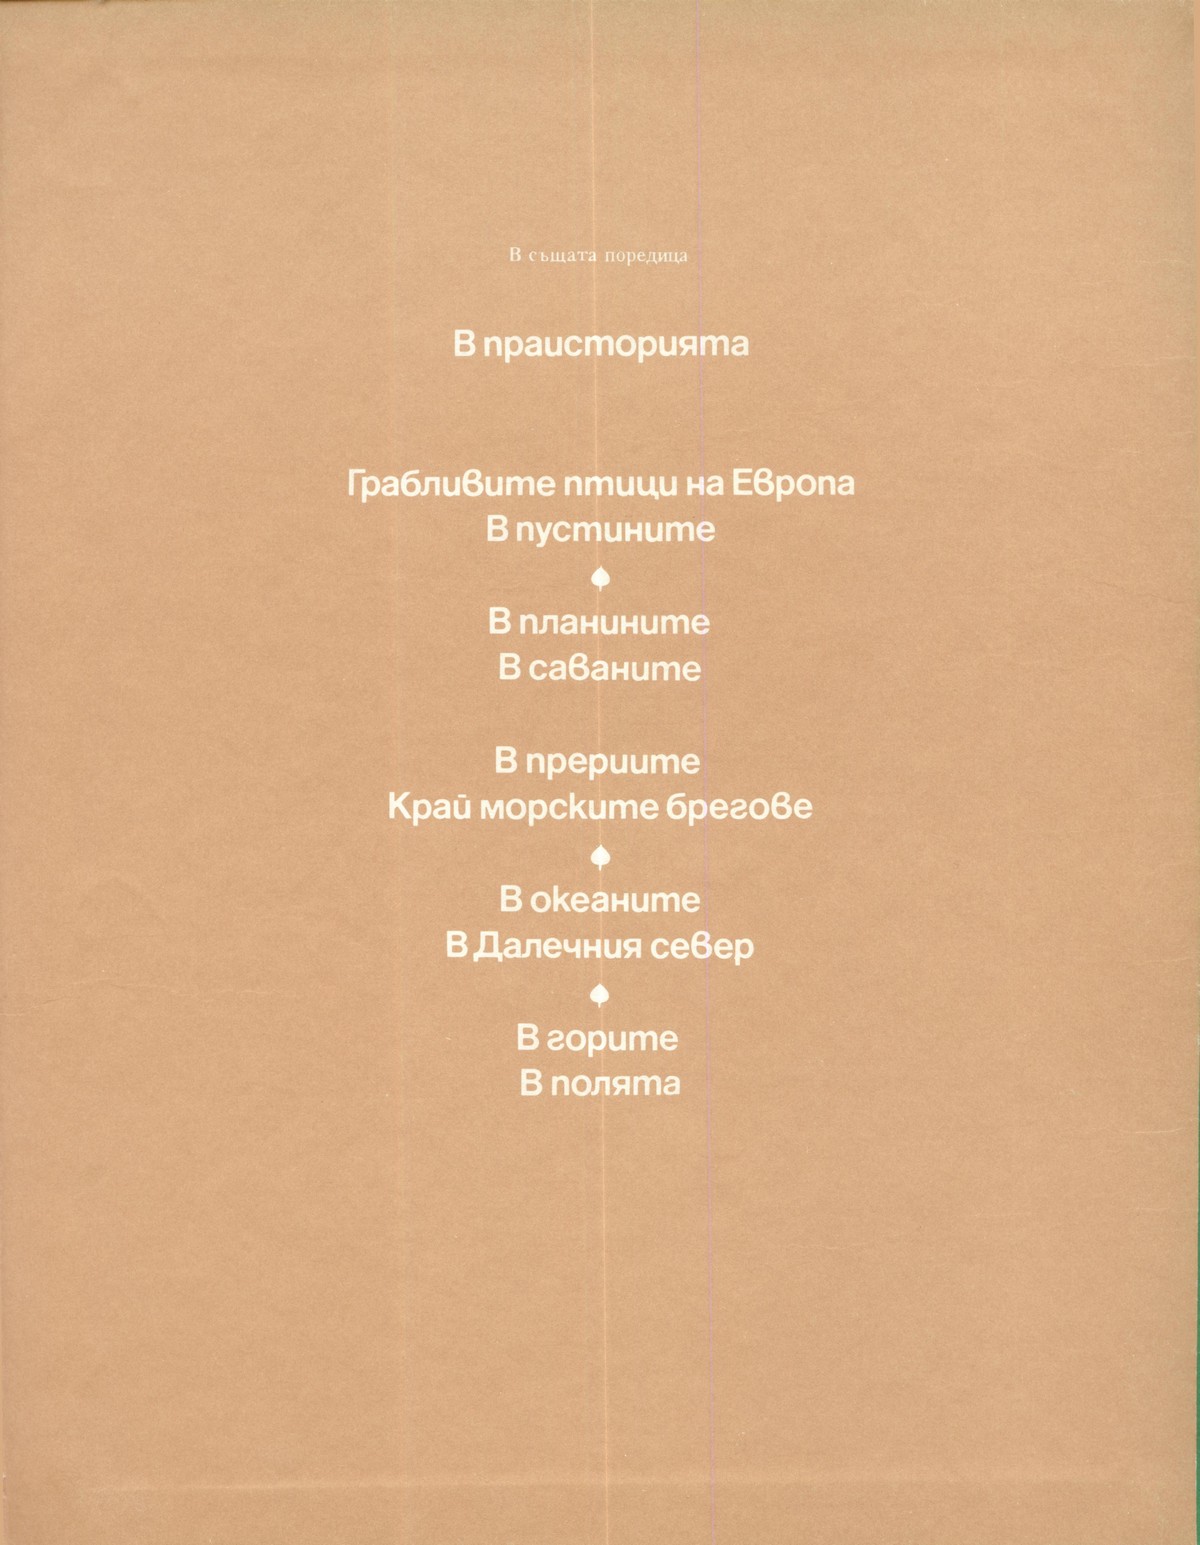 В същата поредица
В праисторията
Грабливите птици на Европа
В пустините
В планините
В саваните
В прериите
Край морските брегове
В океаните
В Далечния север
В горите
В полята